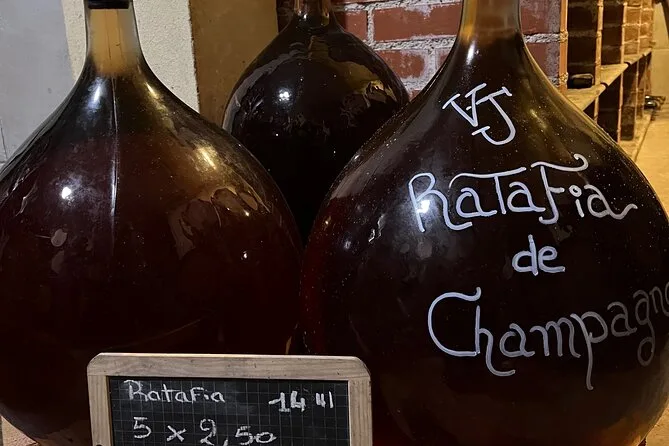 VJ
Ratafia
de
Champagn
Ratafia 14 41
5 x 2,50